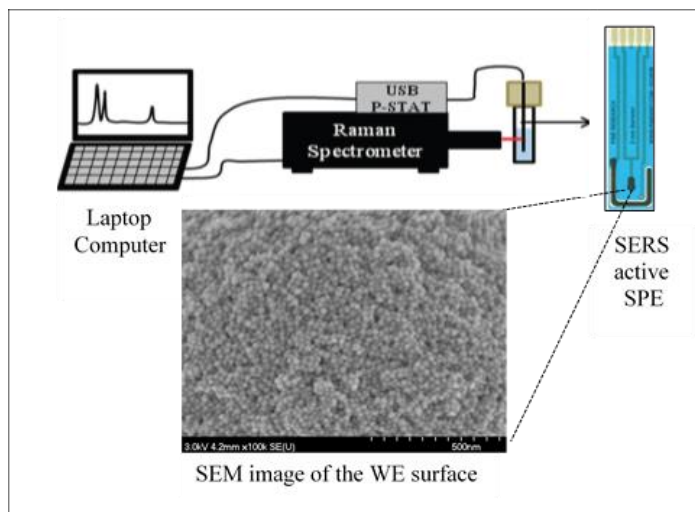 USB
P-STAT
Raman
Spectrometer
Laptop
Computer
SERS
active
SPE
3.0kV 4.2mm x100k SE(U)
500nm
SEM image of the WE surface